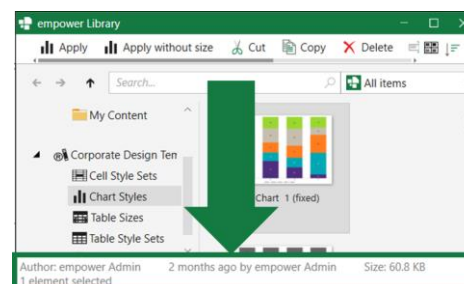 empower Library
Apply Apply without size Cut Copy Delete
Search... All items
My Content
Corporate Design Tem
Cell Style Sets
Chart Styles
Chart 1 (fixed)
Table Sizes
Table Style Sets
Author: empower Admin 2 months ago by empower Admin Size: 60.8 KB
1 element selected